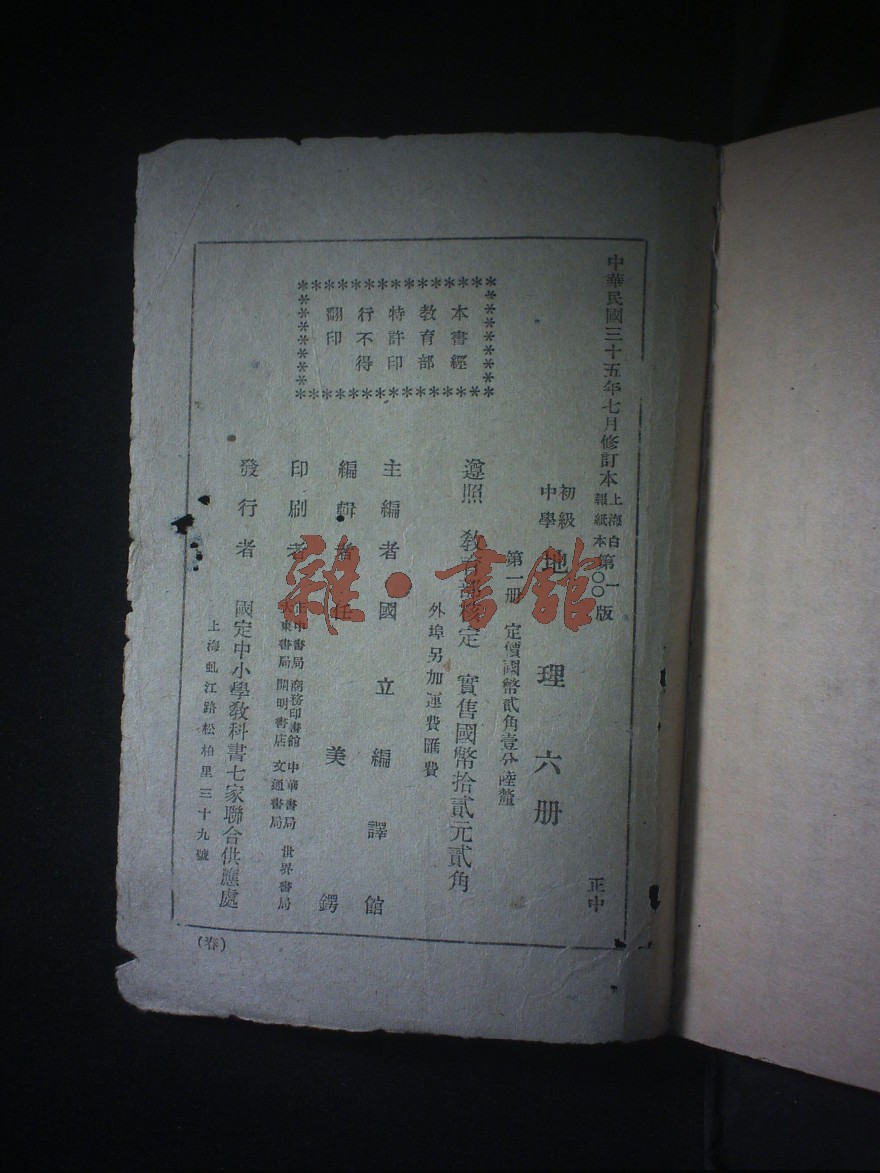 中華民國三十五年七月修訂本 上海白報紙本第一〇〇版
正中
初級中學 地理六册
第一册 定價國幣貳角壹分陸釐
遵照 教育部 定 實售國幣拾貳元貳角
外埠另加運費匯費
本書經
教育部
特許印
行不得
翻印
主編者 國立編譯館
編輯者 任美鍔
印刷者 正中書局 商務印書館 中華書局 世界書局
大東書局 開明書店 文通書局
發行者 國定中小學教科書七家聯合供應處
上海虬江路松柏里三十九號
(春)
雜·書館